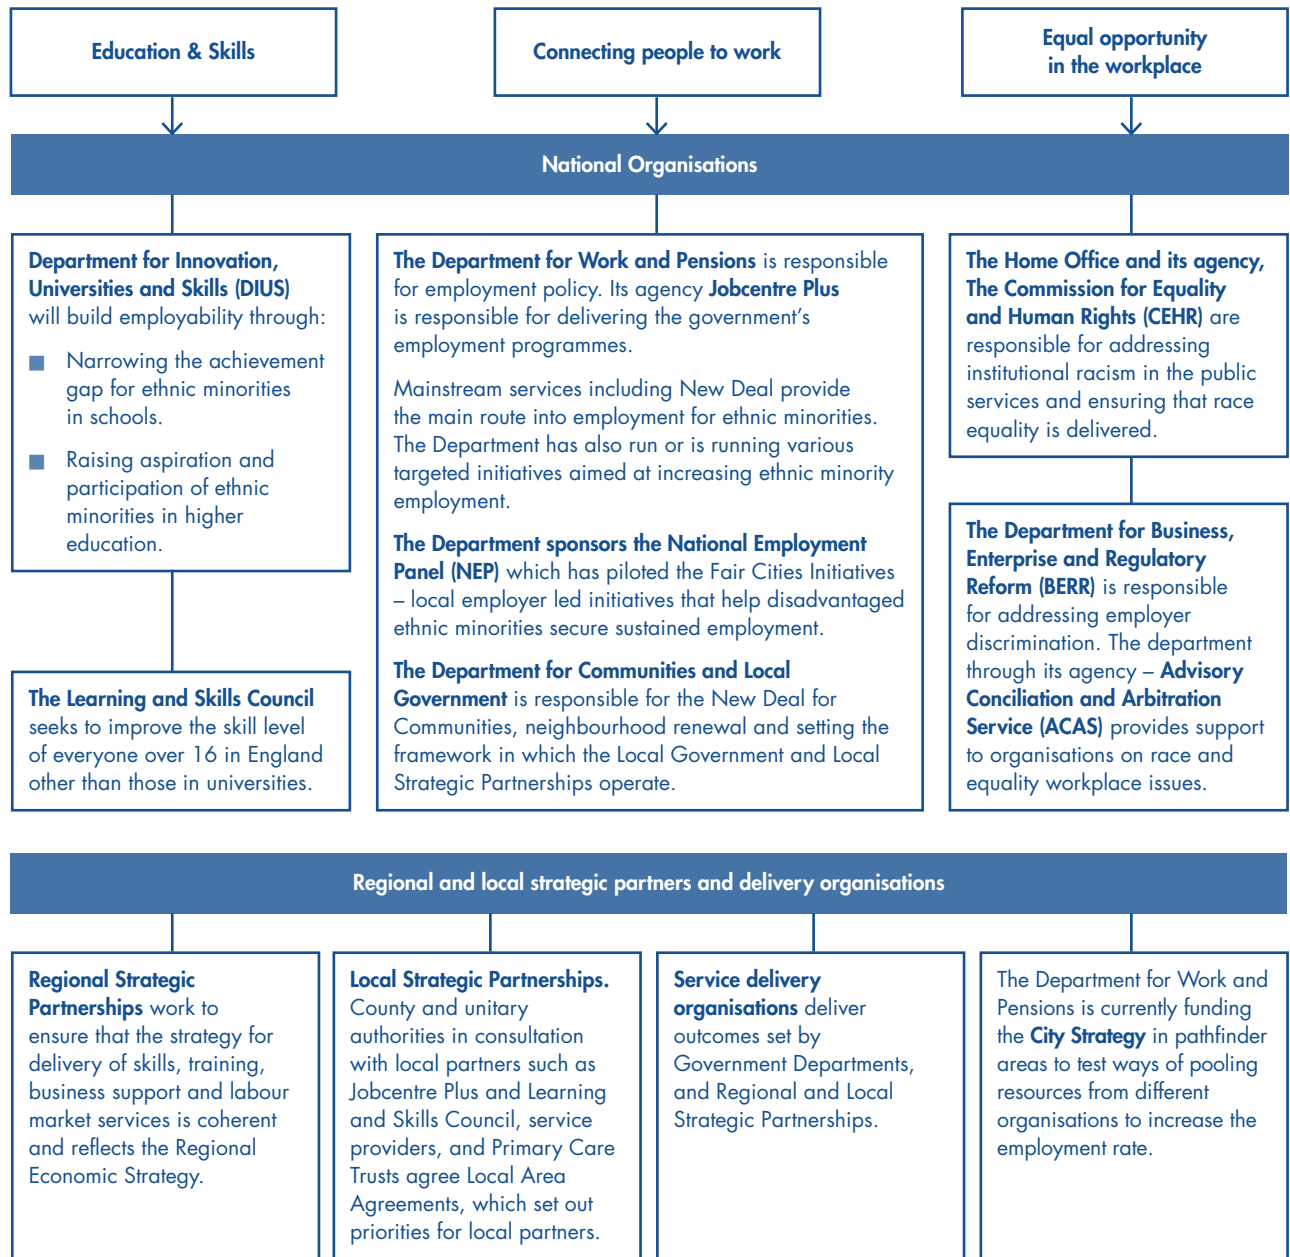 Education & Skills
Connecting people to work
Equal opportunity
in the workplace
National Organisations
Department for Innovation,
Universities and Skills (DIUS)
will build employability through:
Narrowing the achievement
gap for ethnic minorities
in schools.
Raising aspiration and
participation of ethnic
minorities in higher
education.
The Learning and Skills Council
seeks to improve the skill level
of everyone over 16 in England
other than those in universities.
The Department for Work and Pensions is responsible
for employment policy. Its agency Jobcentre Plus
is responsible for delivering the government's
employment programmes.
Mainstream services including New Deal provide
the main route into employment for ethnic minorities.
The Department has also run or is running various
targeted initiatives aimed at increasing ethnic minority
employment.
The Department sponsors the National Employment
Panel (NEP) which has piloted the Fair Cities Initiatives
– local employer led initiatives that help disadvantaged
ethnic minorities secure sustained employment.
The Department for Communities and Local
Government is responsible for the New Deal for
Communities, neighbourhood renewal and setting the
framework in which the Local Government and Local
Strategic Partnerships operate.
The Home Office and its agency,
The Commission for Equality
and Human Rights (CEHR) are
responsible for addressing
institutional racism in the public
services and ensuring that race
equality is delivered.
The Department for Business,
Enterprise and Regulatory
Reform (BERR) is responsible
for addressing employer
discrimination. The department
through its agency – Advisory
Conciliation and Arbitration
Service (ACAS) provides support
to organisations on race and
equality workplace issues.
Regional and local strategic partners and delivery organisations
Regional Strategic
Partnerships work to
ensure that the strategy for
delivery of skills, training,
business support and labour
market services is coherent
and reflects the Regional
Economic Strategy.
Local Strategic Partnerships.
County and unitary
authorities in consultation
with local partners such as
Jobcentre Plus and Learning
and Skills Council, service
providers, and Primary Care
Trusts agree Local Area
Agreements, which set out
priorities for local partners.
Service delivery
organisations deliver
outcomes set by
Government Departments,
and Regional and Local
Strategic Partnerships.
The Department for Work and
Pensions is currently funding
the City Strategy in pathfinder
areas to test ways of pooling
resources from different
organisations to increase the
employment rate.